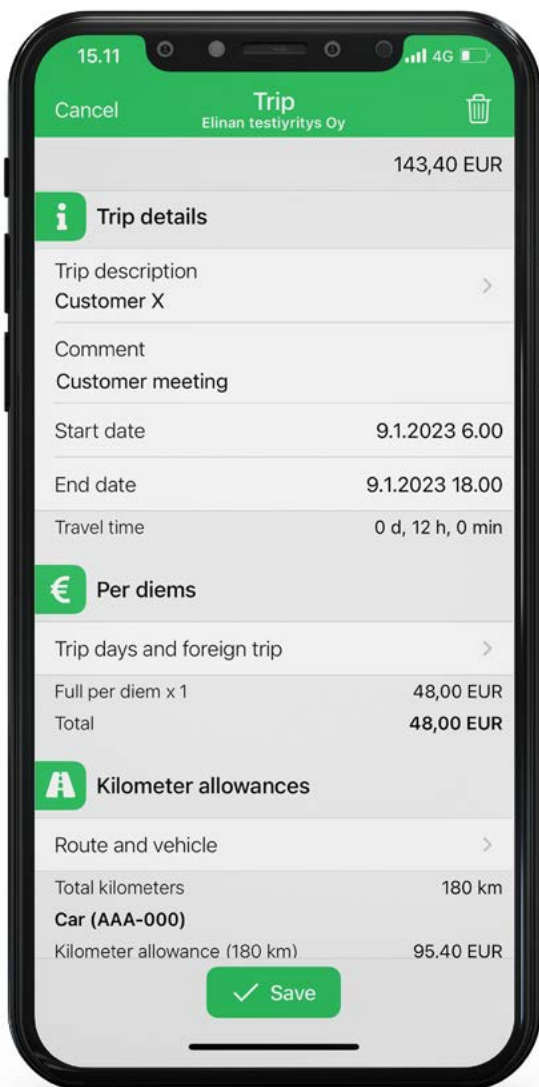 15.11
4G
Cancel
Trip
Elinan testiyritys Oy
143,40 EUR
Trip details
Trip description
Customer X
Comment
Customer meeting
Start date 9.1.2023 6.00
End date 9.1.2023 18.00
Travel time 0 d, 12 h, 0 min
€ Per diems
Trip days and foreign trip
Full per diem x 1 48,00 EUR
Total 48,00 EUR
Kilometer allowances
Route and vehicle
Total kilometers 180 km
Car (AAA-000)
Kilometer allowance (180 km) 95,40 EUR
Save